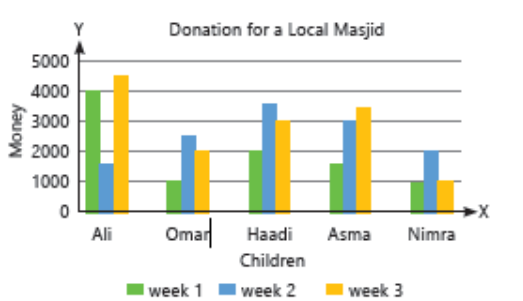 Y
Donation for a Local Masjid
5000
4000
3000
2000
1000
0
Money
X
Ali Omar Haadi Asma Nimra
Children
week 1 week 2 week 3